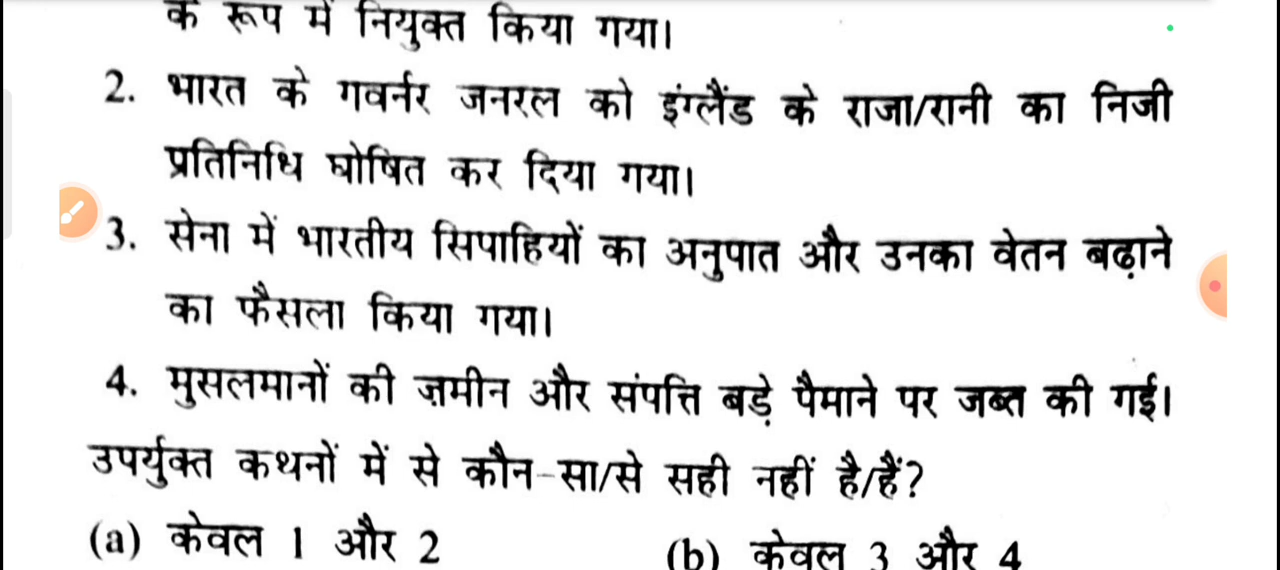 के रूप में नियुक्त किया गया।
2. भारत के गवर्नर जनरल को इंग्लैंड के राजा/रानी का निजी
प्रतिनिधि घोषित कर दिया गया।
3. सेना में भारतीय सिपाहियों का अनुपात और उनका वेतन बढ़ाने
का फैसला किया गया।
4. मुसलमानों की ज़मीन और संपत्ति बड़े पैमाने पर जब्त की गई।
उपर्युक्त कथनों में से कौन-सा/से सही नहीं है/हैं?
(a) केवल 1 और 2 (b) केवल 3 और 4